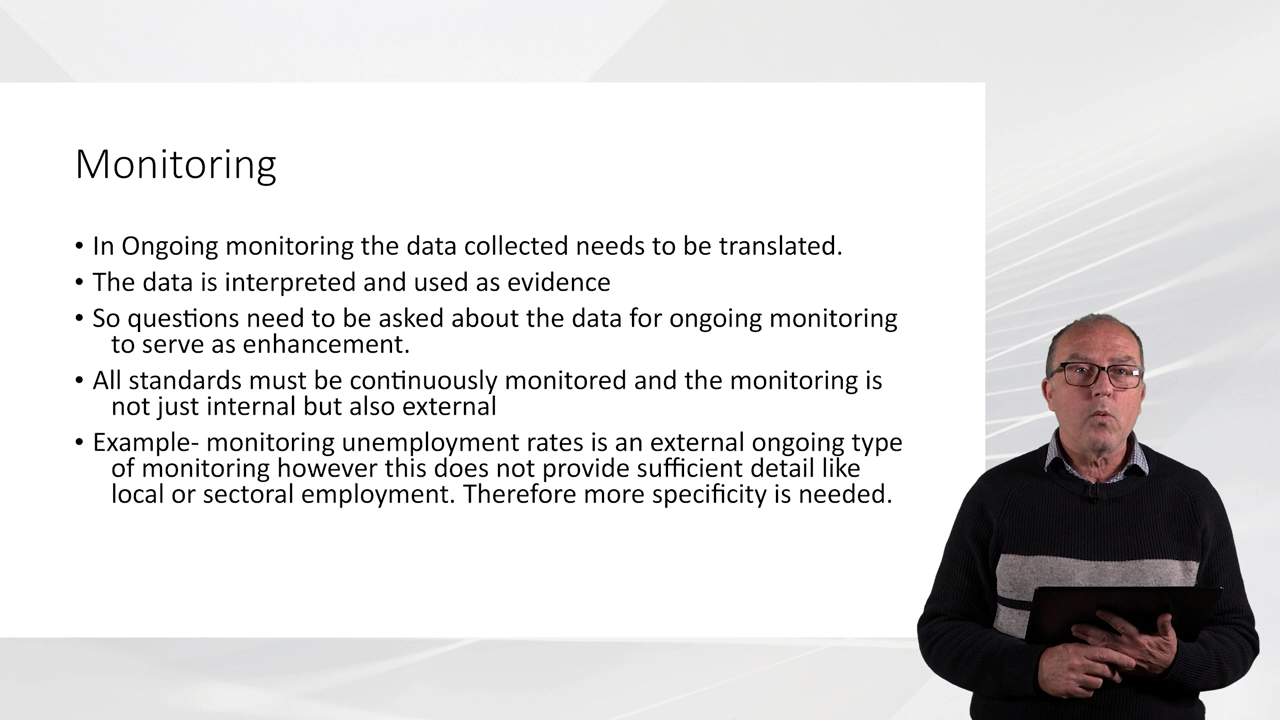 Monitoring
• In Ongoing monitoring the data collected needs to be translated.
• The data is interpreted and used as evidence
• So questions need to be asked about the data for ongoing monitoring
to serve as enhancement.
• All standards must be continuously monitored and the monitoring is
not just internal but also external
• Example- monitoring unemployment rates is an external ongoing type
of monitoring however this does not provide sufficient detail like
local or sectoral employment. Therefore more specificity is needed.